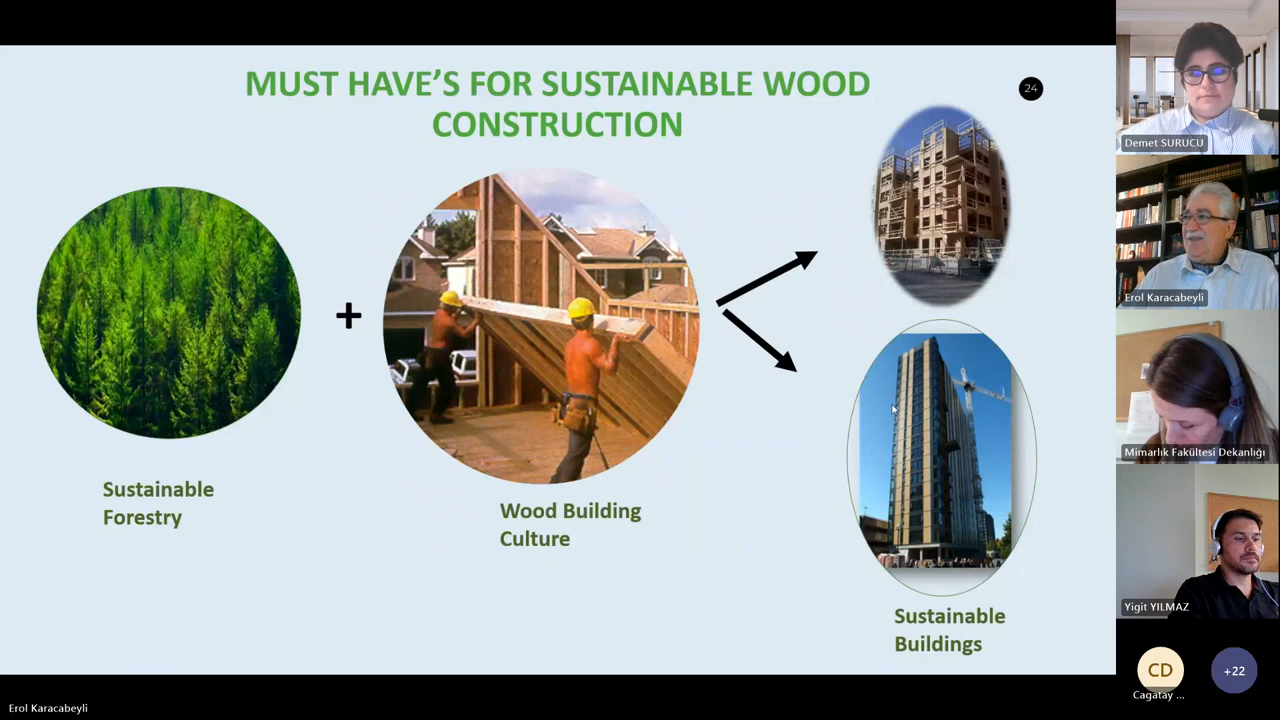 MUST HAVE’S FOR SUSTAINABLE WOOD
CONSTRUCTION
24
Sustainable
Forestry
+
Wood Building
Culture
Sustainable
Buildings
Demet SURUCU
Erol Karacabeyli
Mimarlık Fakültesi Dekanlığı
Yigit YILMAZ
CD
Cagatay ...
+22
Erol Karacabeyli